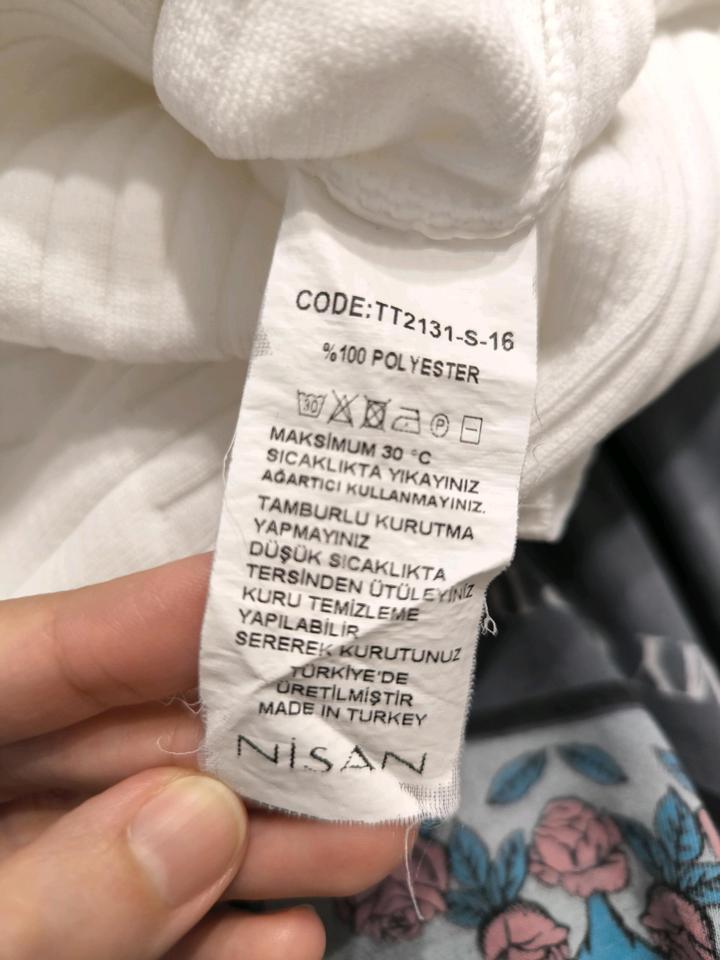 CODE:TT2131-S-16
%100 POLYESTER
30 P
MAKSİMUM 30 °C
SICAKLIKTA YIKAYINIZ
AĞARTICI KULLANMAYINIZ.
TAMBURLU KURUTMA
YAPMAYINIZ
DÜŞÜK SICAKLIKTA
TERSİNDEN ÜTÜLEYİNİZ
KURU TEMİZLEME
YAPILABİLİR
SEREREK KURUTUNUZ
TÜRKİYE'DE
ÜRETİLMİŞTİR
MADE IN TURKEY
NİSAN